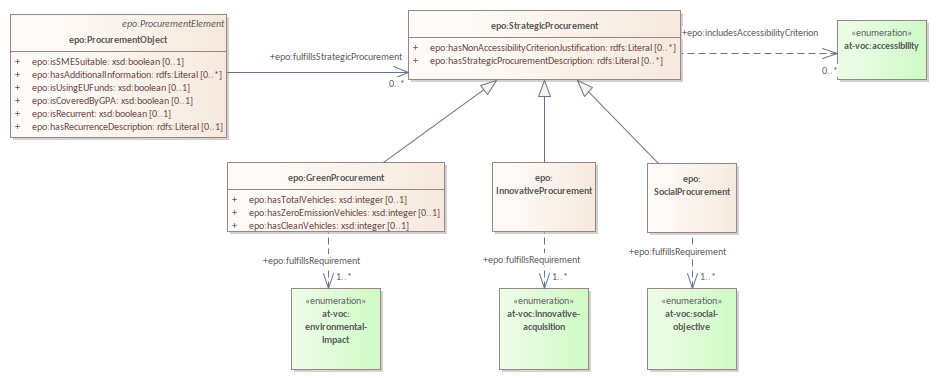 epo:ProcurementElement
epo:ProcurementObject
+ epo:isSMESuitable: xsd:boolean [0..1]
+ epo:hasAdditionalInformation: rdfs:Literal [0..*]
+ epo:isUsingEUFunds: xsd:boolean [0..1]
+ epo:isCoveredByGPA: xsd:boolean [0..1]
+ epo:isRecurrent: xsd:boolean [0..1]
+ epo:hasRecurrenceDescription: rdfs:Literal [0..1]
+epo:fulfillsStrategicProcurement
0..*
epo:StrategicProcurement
+ epo:hasNonAccessibilityCriterionJustification: rdfs:Literal [0..*]
+ epo:hasStrategicProcurementDescription: rdfs:Literal [0..*]
+epo:includesAccessibilityCriterion
0..*
«enumeration»
at-voc:accessibility
epo:GreenProcurement
+ epo:hasTotalVehicles: xsd:integer [0..1]
+ epo:hasZeroEmissionVehicles: xsd:integer [0..1]
+ epo:hasCleanVehicles: xsd:integer [0..1]
epo:
InnovativeProcurement
epo:
SocialProcurement
+epo:fulfillsRequirement
1..*
+epo:fulfillsRequirement
1..*
+epo:fulfillsRequirement
1..*
«enumeration»
at-voc:
environmental-
impact
«enumeration»
at-voc:innovative-
acquisition
«enumeration»
at-voc:social-
objective